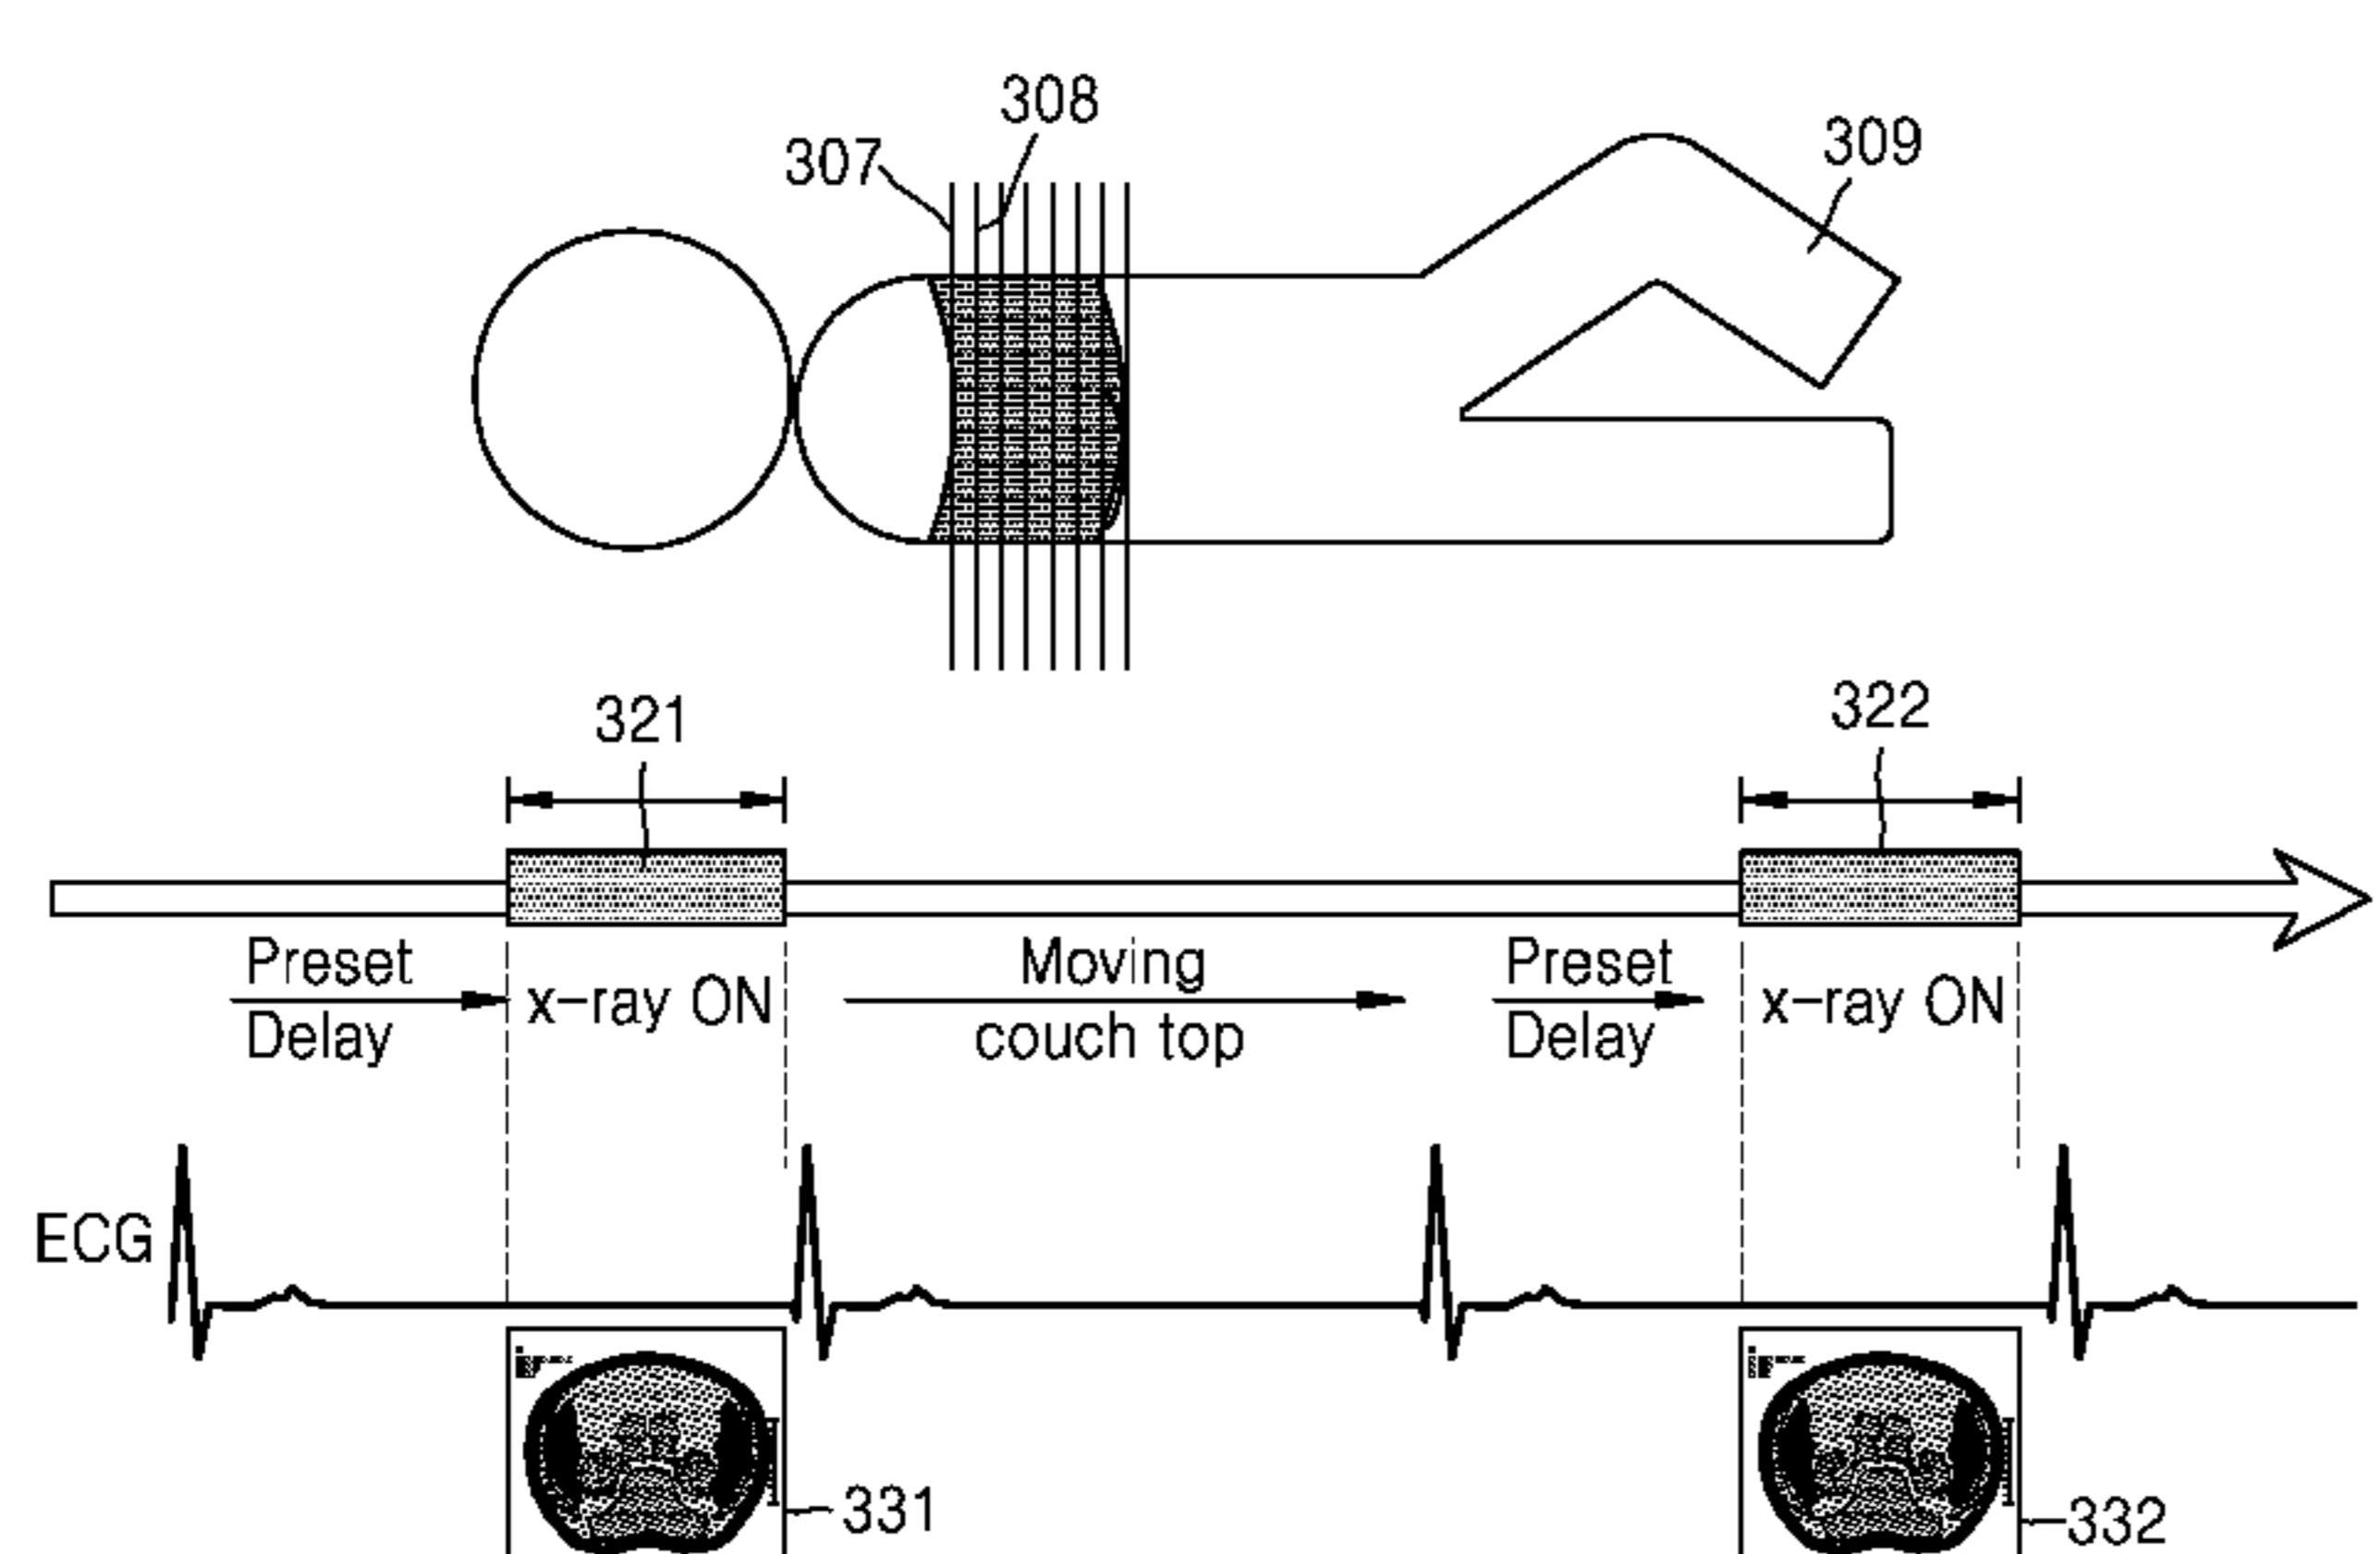 308
307
309
321
322
Preset
Delay
x-ray ON
Moving
couch top
Preset
Delay
x-ray ON
ECG
331
332